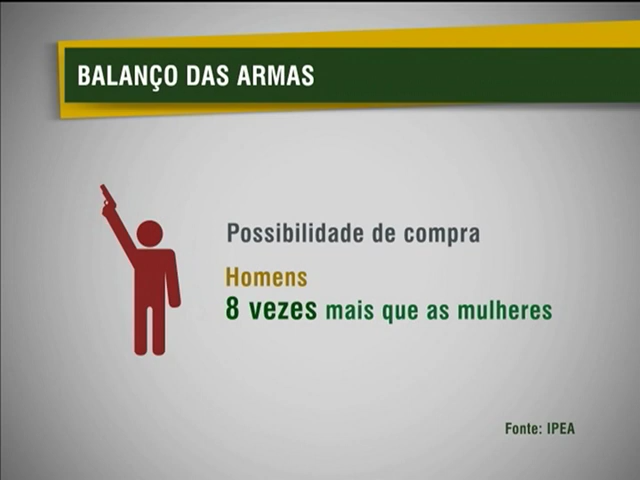 BALANÇO DAS ARMAS
Possibilidade de compra
Homens
8 vezes mais que as mulheres
Fonte: IPEA